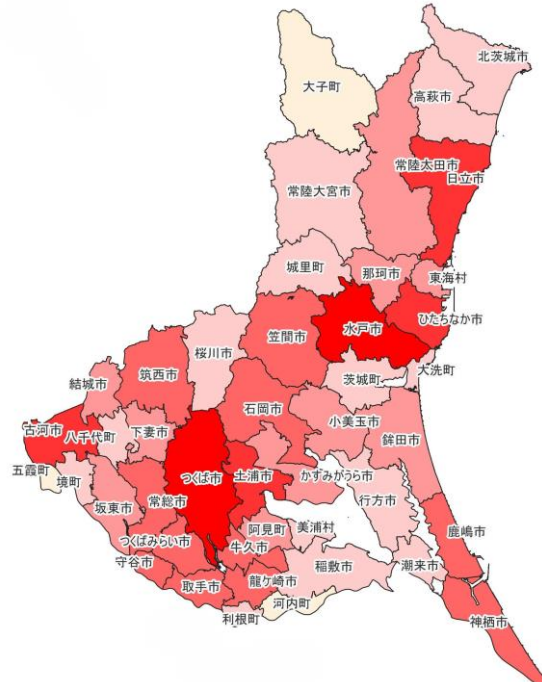 北茨城市
大子町
高萩市
常陸太田市
日立市
常陸大宮市
城里町
那珂市
東海村
水戸市
ひたちなか市
笠間市
桜川市
大洗町
茨城町
筑西市
結城市
石岡市
小美玉市
鉾田市
古河市
八千代町
下妻市
五霞町
境町
つくば市
土浦市
かすみがうら市
坂東市
常総市
行方市
鹿嶋市
つくばみらい市
阿見町
美浦村
牛久市
守谷市
稲敷市
潮来市
取手市
龍ケ崎市
河内町
利根町
神栖市